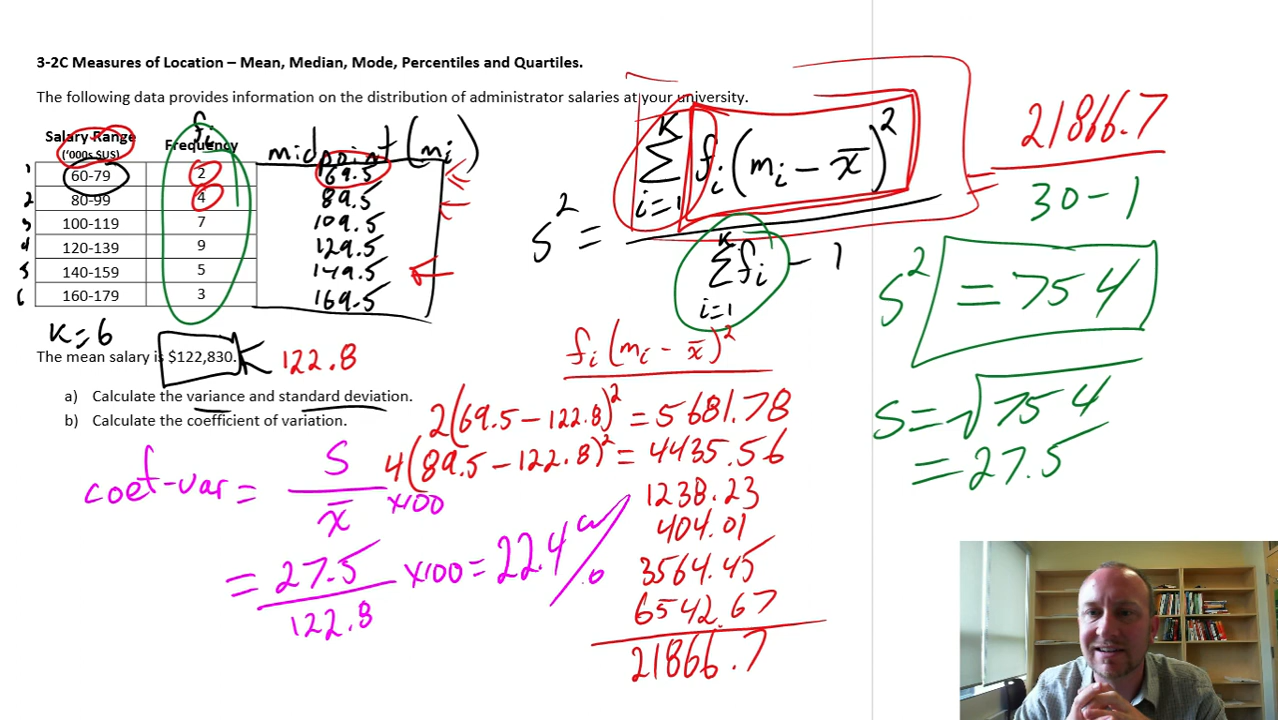 3-2C Measures of Location – Mean, Median, Mode, Percentiles and Quartiles.
The following data provides information on the distribution of administrator salaries at your university.
Salary Range ('000s $US) Frequency fi midpoint (mi)
1 60-79 2 69.5
2 80-99 4 89.5
3 100-119 7 109.5
4 120-139 9 129.5
5 140-159 5 149.5
6 160-179 3 169.5
K=6
The mean salary is $122,830. 122.8
a) Calculate the variance and standard deviation.
b) Calculate the coefficient of variation.
coef-var = s / x̄ x100
= 27.5 / 122.8 x100 = 22.4%
s² = K Σ i=1 fi (mi - x̄)² / K Σ i=1 fi - 1 = 21866.7 / 30-1
fi (mi - x̄)²
2(69.5 - 122.8)² = 5681.78
4(89.5 - 122.8)² = 4435.56
1238.23
404.01
3564.45
6542.67
21866.7
s² = 754
s = √754
= 27.5